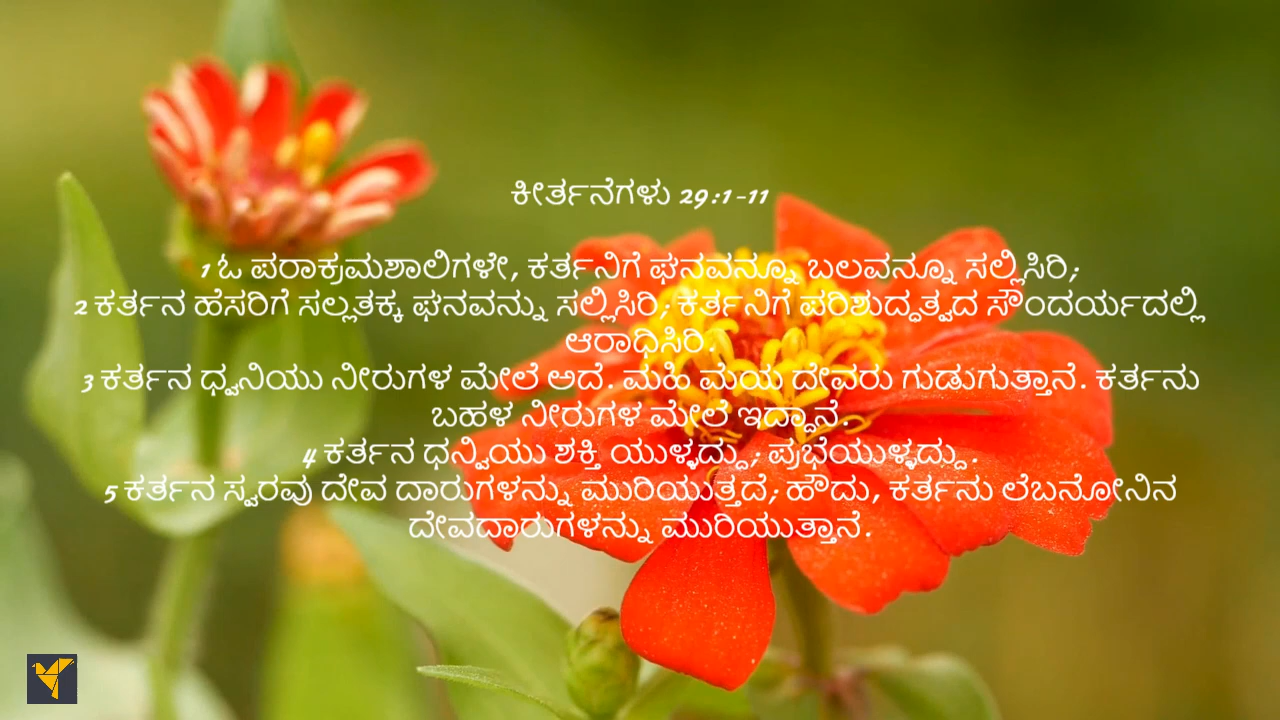 ಕೀರ್ತನೆಗಳು 29:1-11
1 ಓ ಪರಾಕ್ರಮಶಾಲಿಗಳೇ, ಕರ್ತನಿಗೆ ಘನವನ್ನೂ ಬಲವನ್ನೂ ಸಲ್ಲಿಸಿರಿ;
2 ಕರ್ತನ ಹೆಸರಿಗೆ ಸಲ್ಲತಕ್ಕ ಘನವನ್ನು ಸಲ್ಲಿಸಿರಿ; ಕರ್ತನಿಗೆ ಪರಿಶುದ್ಧತ್ವದ ಸೌಂದರ್ಯದಲ್ಲಿ
ಆರಾಧಿಸಿರಿ.
3 ಕರ್ತನ ಧ್ವನಿಯು ನೀರುಗಳ ಮೇಲೆ ಅದೆ. ಮಹಿ ಮೆಯ ದೇವರು ಗುಡುಗುತ್ತಾನೆ. ಕರ್ತನು
ಬಹಳ ನೀರುಗಳ ಮೇಲೆ ಇದ್ದಾನೆ.
4 ಕರ್ತನ ಧನ್ವಿಯು ಶಕ್ತಿ ಯುಳ್ಳದ್ದು; ಪ್ರಭೆಯುಳ್ಳದ್ದು.
5 ಕರ್ತನ ಸ್ವರವು ದೇವ ದಾರುಗಳನ್ನು ಮುರಿಯುತ್ತದೆ; ಹೌದು, ಕರ್ತನು ಲೆಬನೋನಿನ
ದೇವದಾರುಗಳನ್ನು ಮುರಿಯುತ್ತಾನೆ.